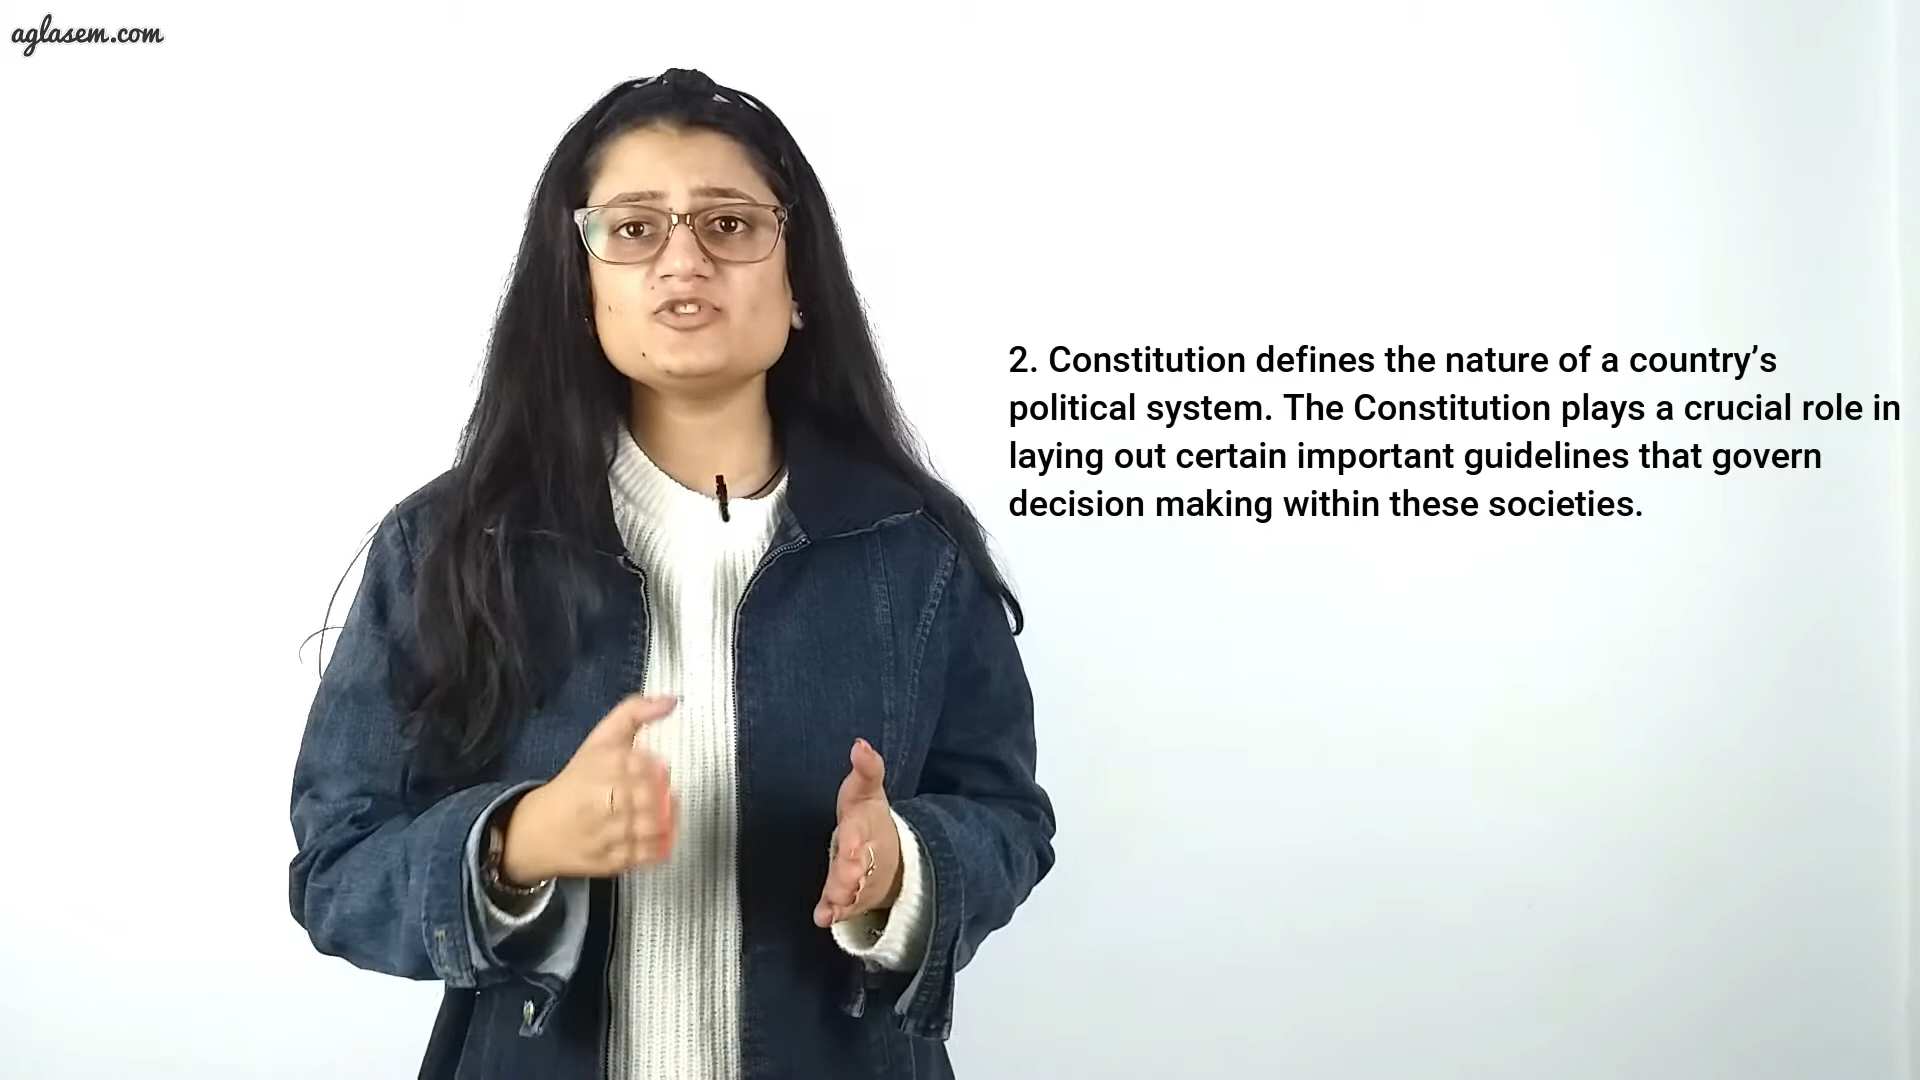 aglasem.com
2. Constitution defines the nature of a country’s
political system. The Constitution plays a crucial role in
laying out certain important guidelines that govern
decision making within these societies.